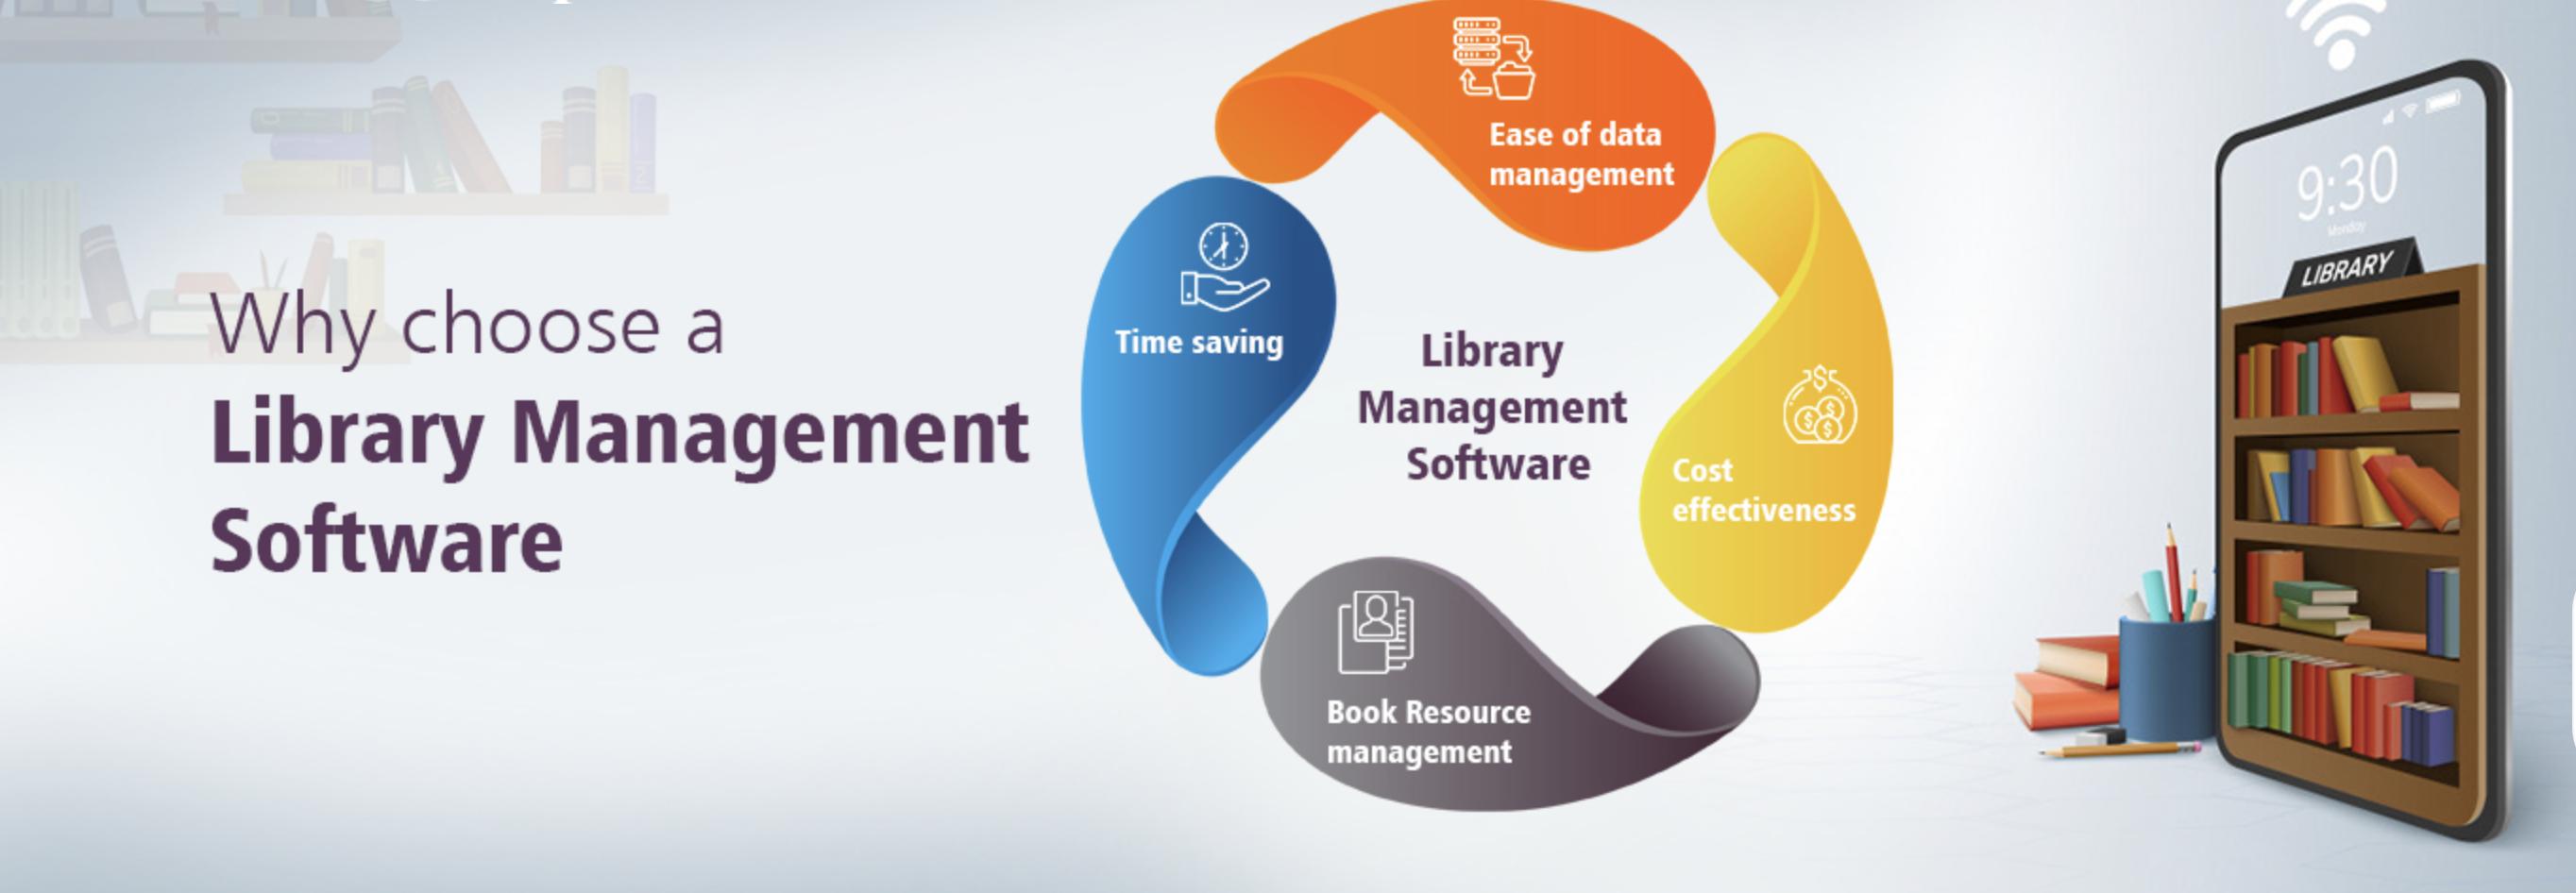 Why choose a
Library Management
Software
Ease of data
management
Time saving
Library
Management
Software
Cost
effectiveness
Book Resource
management
9:30
Monday
LIBRARY